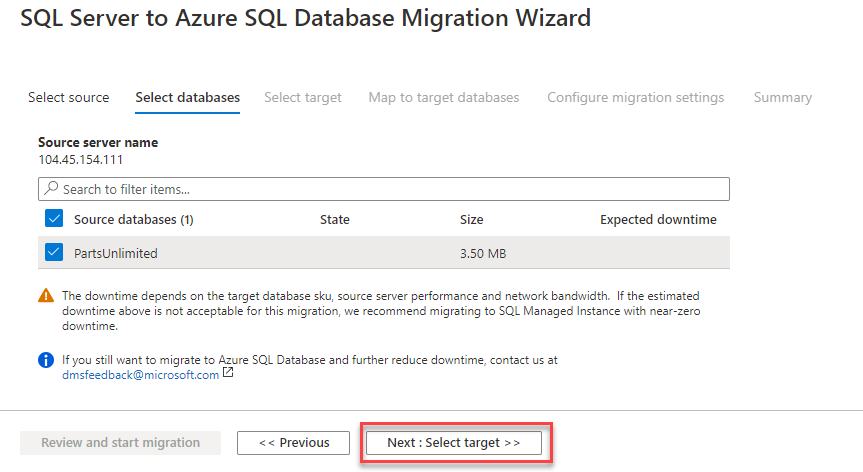 SQL Server to Azure SQL Database Migration Wizard
Select source Select databases Select target Map to target databases Configure migration settings Summary
Source server name
104.45.154.111
Search to filter items...
Source databases (1) State Size Expected downtime
PartsUnlimited 3.50 MB
The downtime depends on the target database sku, source server performance and network bandwidth. If the estimated
downtime above is not acceptable for this migration, we recommend migrating to SQL Managed Instance with near-zero
downtime.
If you still want to migrate to Azure SQL Database and further reduce downtime, contact us at
dmsfeedback@microsoft.com
Review and start migration << Previous Next : Select target >>